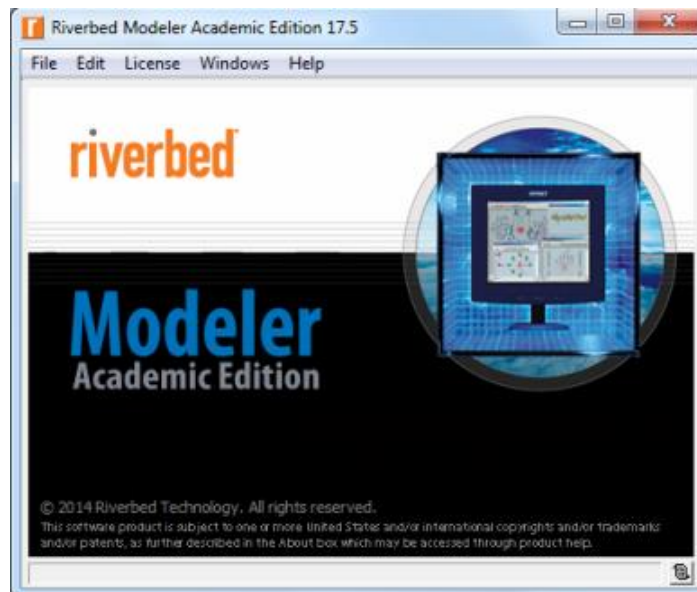 Riverbed Modeler Academic Edition 17.5
File Edit License Windows Help
riverbed
Modeler
Academic Edition
© 2014 Riverbed Technology. All rights reserved.
This software product is subject to one or more United States and/or international copyrights and/or trademarks
and/or patents, as further described in the About box which may be accessed through product help.